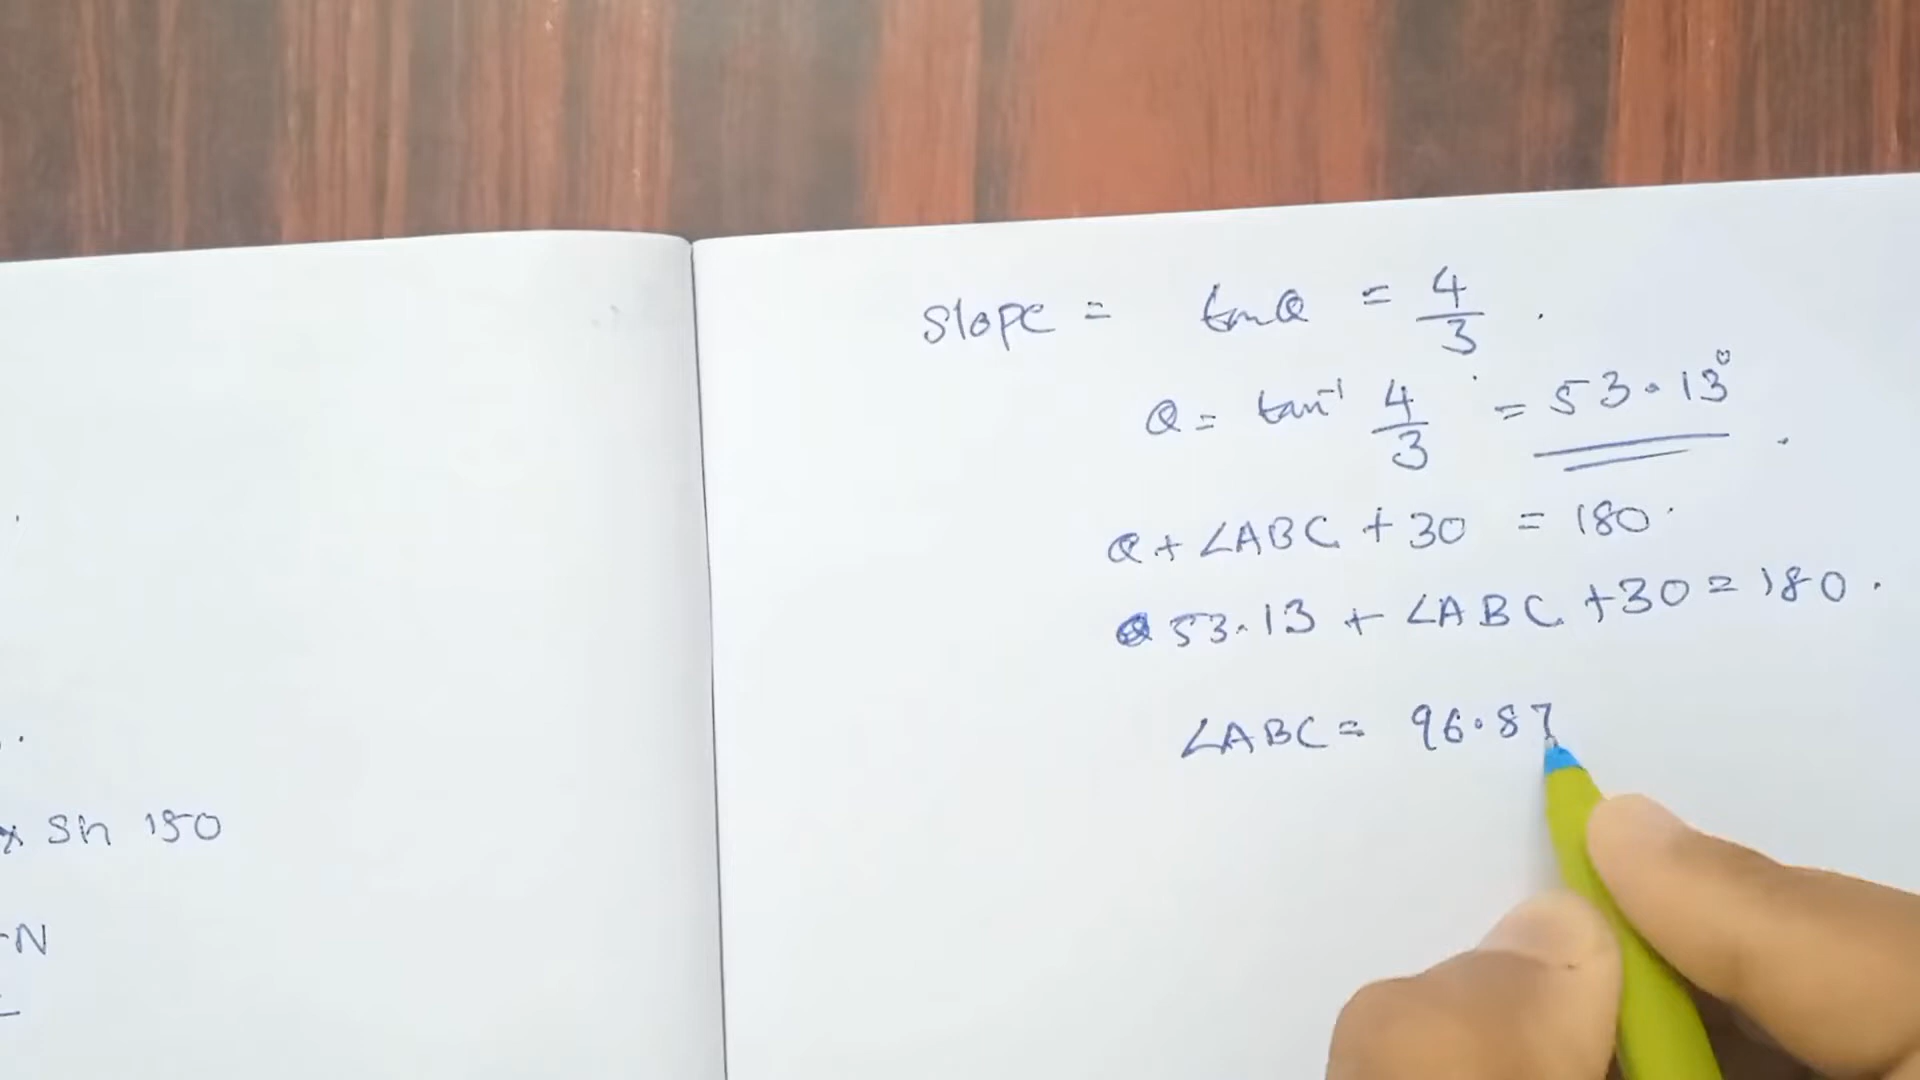 x Sin 150
N
Slope = tanθ = 4/3 .
θ = tan⁻¹ 4/3 = 53.13°
θ + ∠ABC + 30 = 180.
53.13 + ∠ABC + 30 = 180.
∠ABC = 96.87